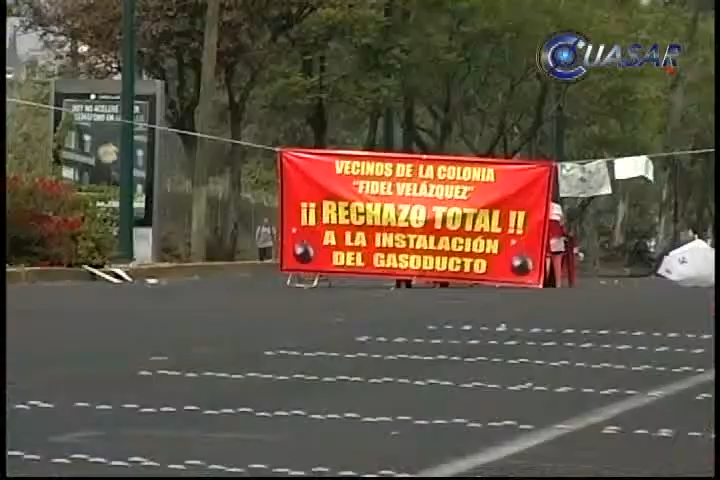 QUASAR
VECINOS DE LA COLONIA
"FIDEL VELÁZQUEZ"
¡¡ RECHAZO TOTAL !!
A LA INSTALACIÓN
DEL GASODUCTO